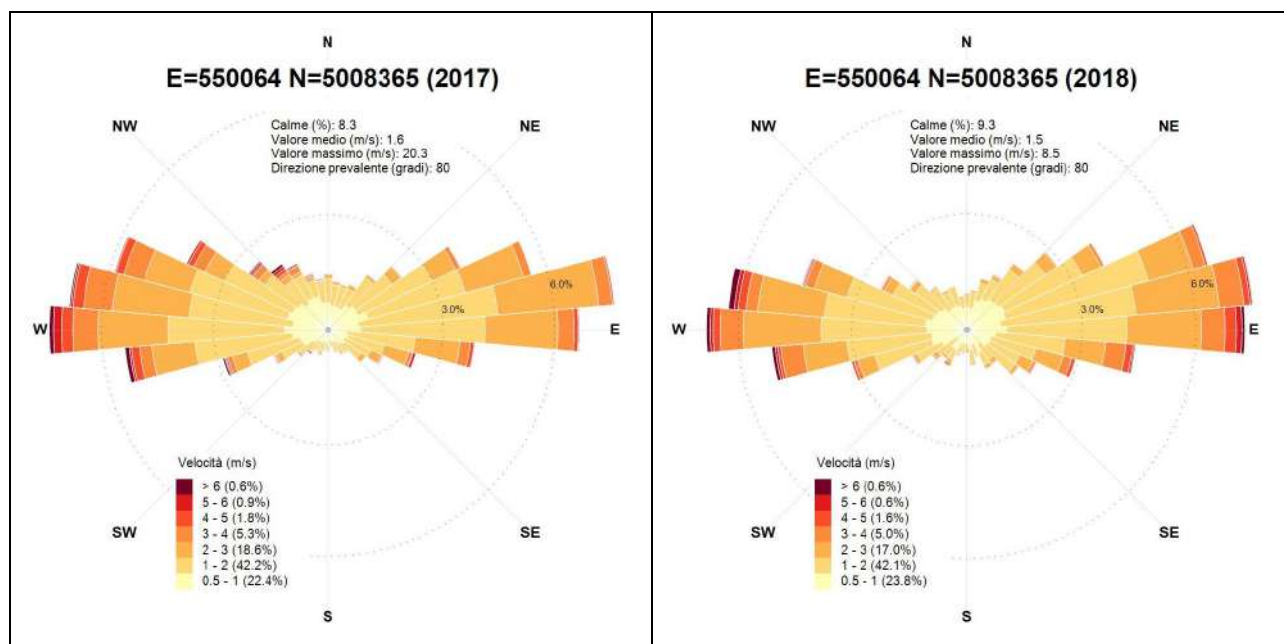 N
E=550064 N=5008365 (2017)
NW
NE
Calme (%): 8.3
Valore medio (m/s): 1.6
Valore massimo (m/s): 20.3
Direzione prevalente (gradi): 80
6.0%
3.0%
W
E
Velocità (m/s)
> 6 (0.6%)
5 - 6 (0.9%)
4 - 5 (1.8%)
3 - 4 (5.3%)
2 - 3 (18.6%)
1 - 2 (42.2%)
0.5 - 1 (22.4%)
SW
SE
S
N
E=550064 N=5008365 (2018)
NW
NE
Calme (%): 9.3
Valore medio (m/s): 1.5
Valore massimo (m/s): 8.5
Direzione prevalente (gradi): 80
6.0%
3.0%
W
E
Velocità (m/s)
> 6 (0.6%)
5 - 6 (0.6%)
4 - 5 (1.6%)
3 - 4 (5.0%)
2 - 3 (17.0%)
1 - 2 (42.1%)
0.5 - 1 (23.8%)
SW
SE
S